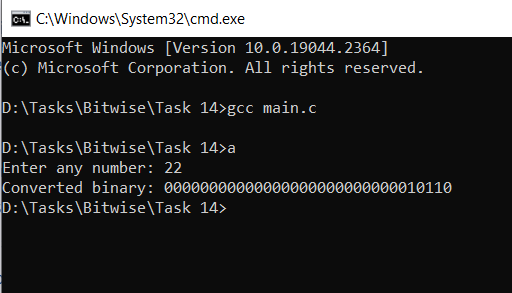 C:\Windows\System32\cmd.exe
Microsoft Windows [Version 10.0.19044.2364]
(c) Microsoft Corporation. All rights reserved.
D:\Tasks\Bitwise\Task 14>gcc main.c
D:\Tasks\Bitwise\Task 14>a
Enter any number: 22
Converted binary: 00000000000000000000000000010110
D:\Tasks\Bitwise\Task 14>